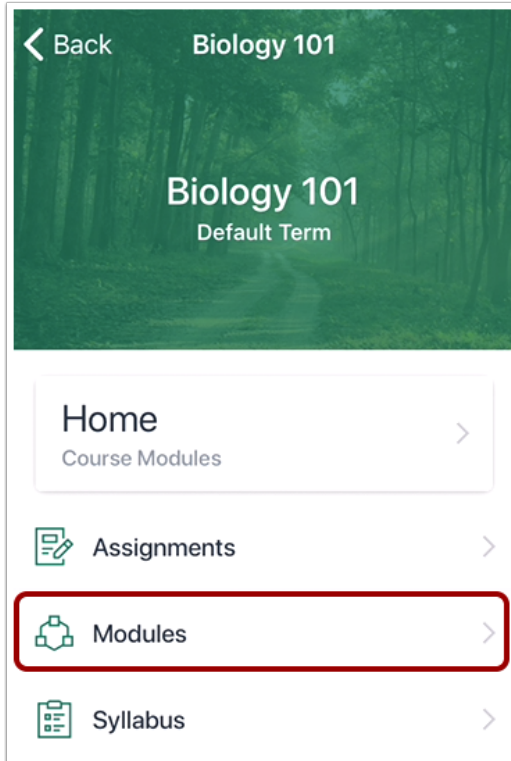 Back
Biology 101
Biology 101
Default Term
Home
Course Modules
Assignments
Modules
Syllabus